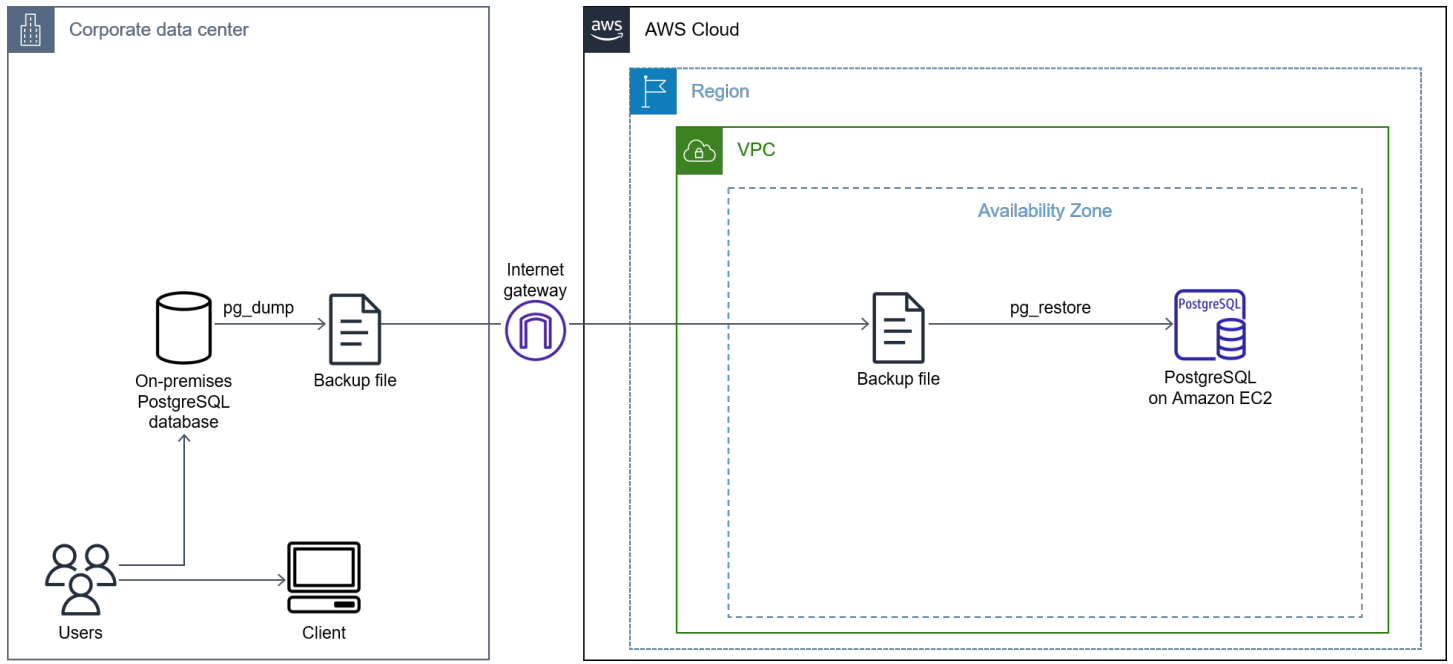 Corporate data center
aws
AWS Cloud
Region
VPC
Availability Zone
Internet
gateway
pg_dump
pg_restore
PostgreSQL
On-premises
PostgreSQL
database
Backup file
Backup file
PostgreSQL
on Amazon EC2
Users
Client